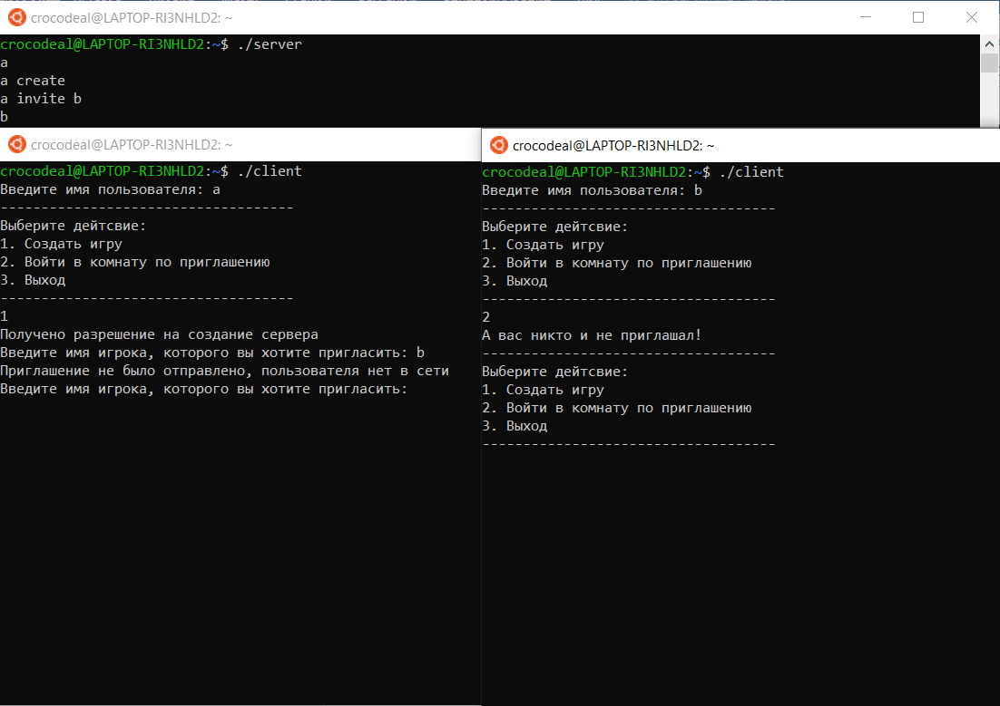 crocodeal@LAPTOP-RI3NHLD2: ~
crocodeal@LAPTOP-RI3NHLD2:~$ ./server
a
a create
a invite b
b
crocodeal@LAPTOP-RI3NHLD2: ~
crocodeal@LAPTOP-RI3NHLD2:~$ ./client
Введите имя пользователя: a
------------------------------------
Выберите дейтсвие:
1. Создать игру
2. Войти в комнату по приглашению
3. Выход
------------------------------------
1
Получено разрешение на создание сервера
Введите имя игрока, которого вы хотите пригласить: b
Приглашение не было отправлено, пользователя нет в сети
Введите имя игрока, которого вы хотите пригласить:
crocodeal@LAPTOP-RI3NHLD2: ~
crocodeal@LAPTOP-RI3NHLD2:~$ ./client
Введите имя пользователя: b
------------------------------------
Выберите дейтсвие:
1. Создать игру
2. Войти в комнату по приглашению
3. Выход
------------------------------------
2
А вас никто и не приглашал!
------------------------------------
Выберите дейтсвие:
1. Создать игру
2. Войти в комнату по приглашению
3. Выход
------------------------------------